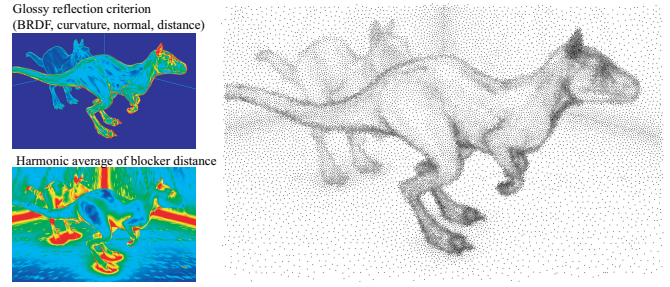 Glossy reflection criterion
(BRDF, curvature, normal, distance)
Harmonic average of blocker distance